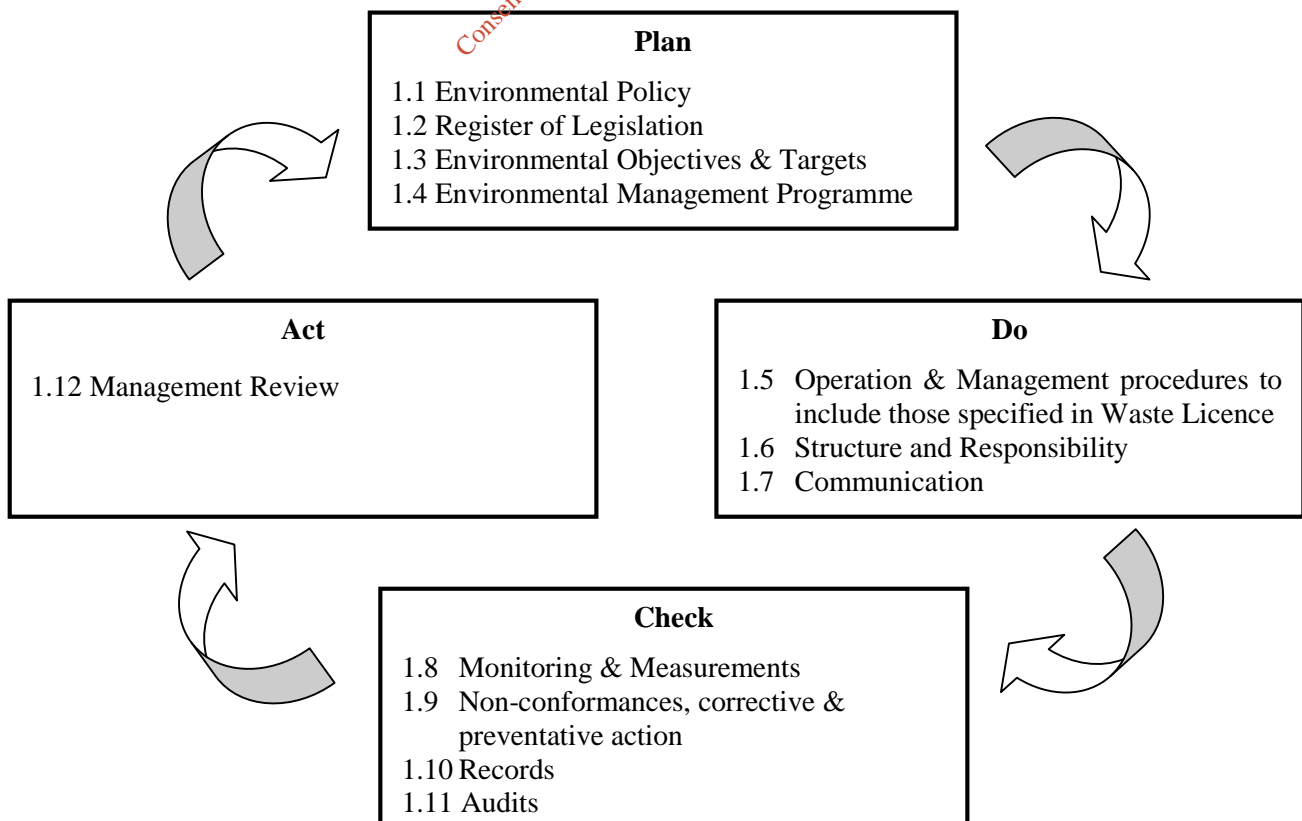 Consen
Plan
1.1 Environmental Policy
1.2 Register of Legislation
1.3 Environmental Objectives & Targets
1.4 Environmental Management Programme
Act
1.12 Management Review
Do
1.5 Operation & Management procedures to
include those specified in Waste Licence
1.6 Structure and Responsibility
1.7 Communication
Check
1.8 Monitoring & Measurements
1.9 Non-conformances, corrective &
preventative action
1.10 Records
1.11 Audits